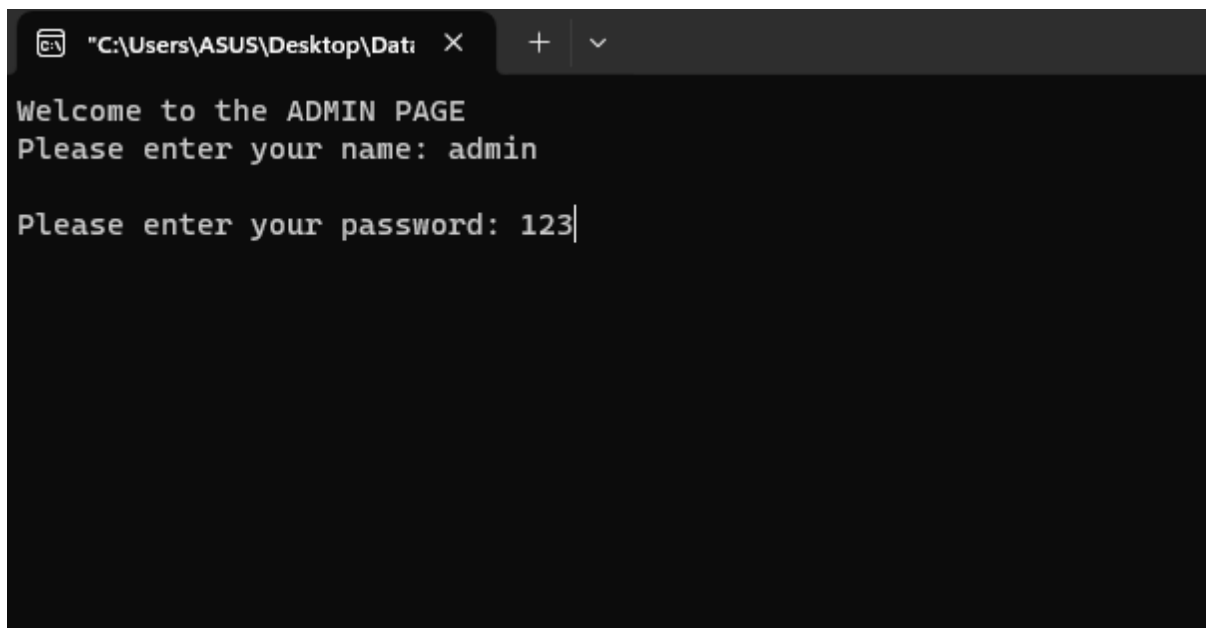 "C:\Users\ASUS\Desktop\Data
Welcome to the ADMIN PAGE
Please enter your name: admin
Please enter your password: 123